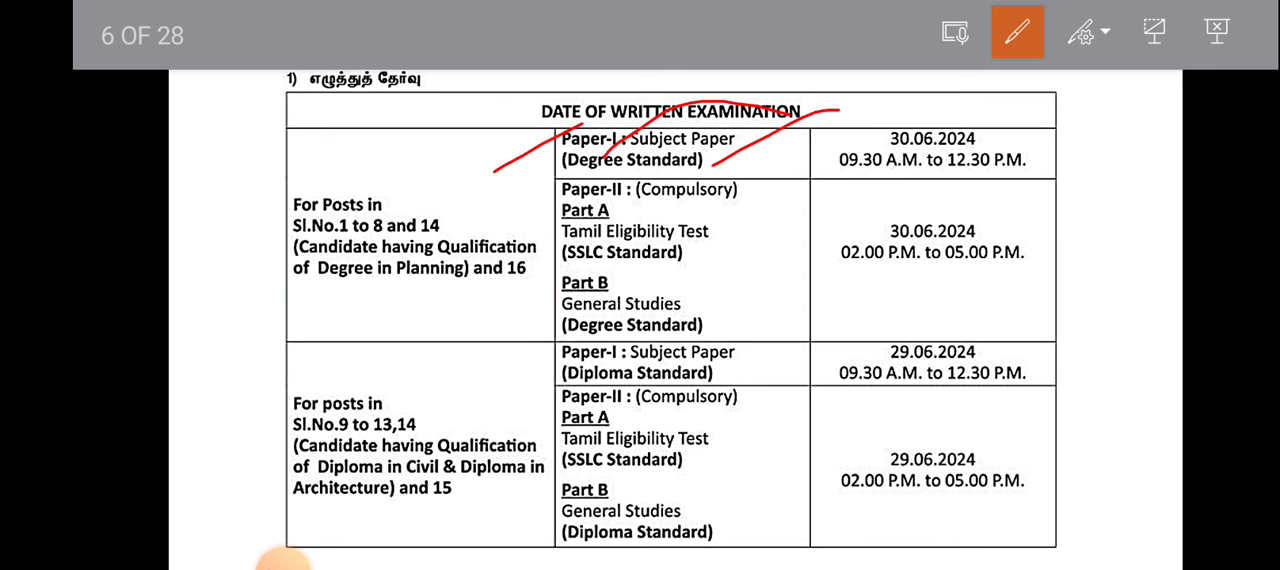 6 OF 28
1) எழுத்துத் தேர்வு
DATE OF WRITTEN EXAMINATION
For Posts in
Sl.No.1 to 8 and 14
(Candidate having Qualification
of Degree in Planning) and 16
Paper-I : Subject Paper
(Degree Standard)
30.06.2024
09.30 A.M. to 12.30 P.M.
Paper-II : (Compulsory)
Part A
Tamil Eligibility Test
(SSLC Standard)
Part B
General Studies
(Degree Standard)
30.06.2024
02.00 P.M. to 05.00 P.M.
For posts in
Sl.No.9 to 13,14
(Candidate having Qualification
of Diploma in Civil & Diploma in
Architecture) and 15
Paper-I : Subject Paper
(Diploma Standard)
29.06.2024
09.30 A.M. to 12.30 P.M.
Paper-II : (Compulsory)
Part A
Tamil Eligibility Test
(SSLC Standard)
Part B
General Studies
(Diploma Standard)
29.06.2024
02.00 P.M. to 05.00 P.M.